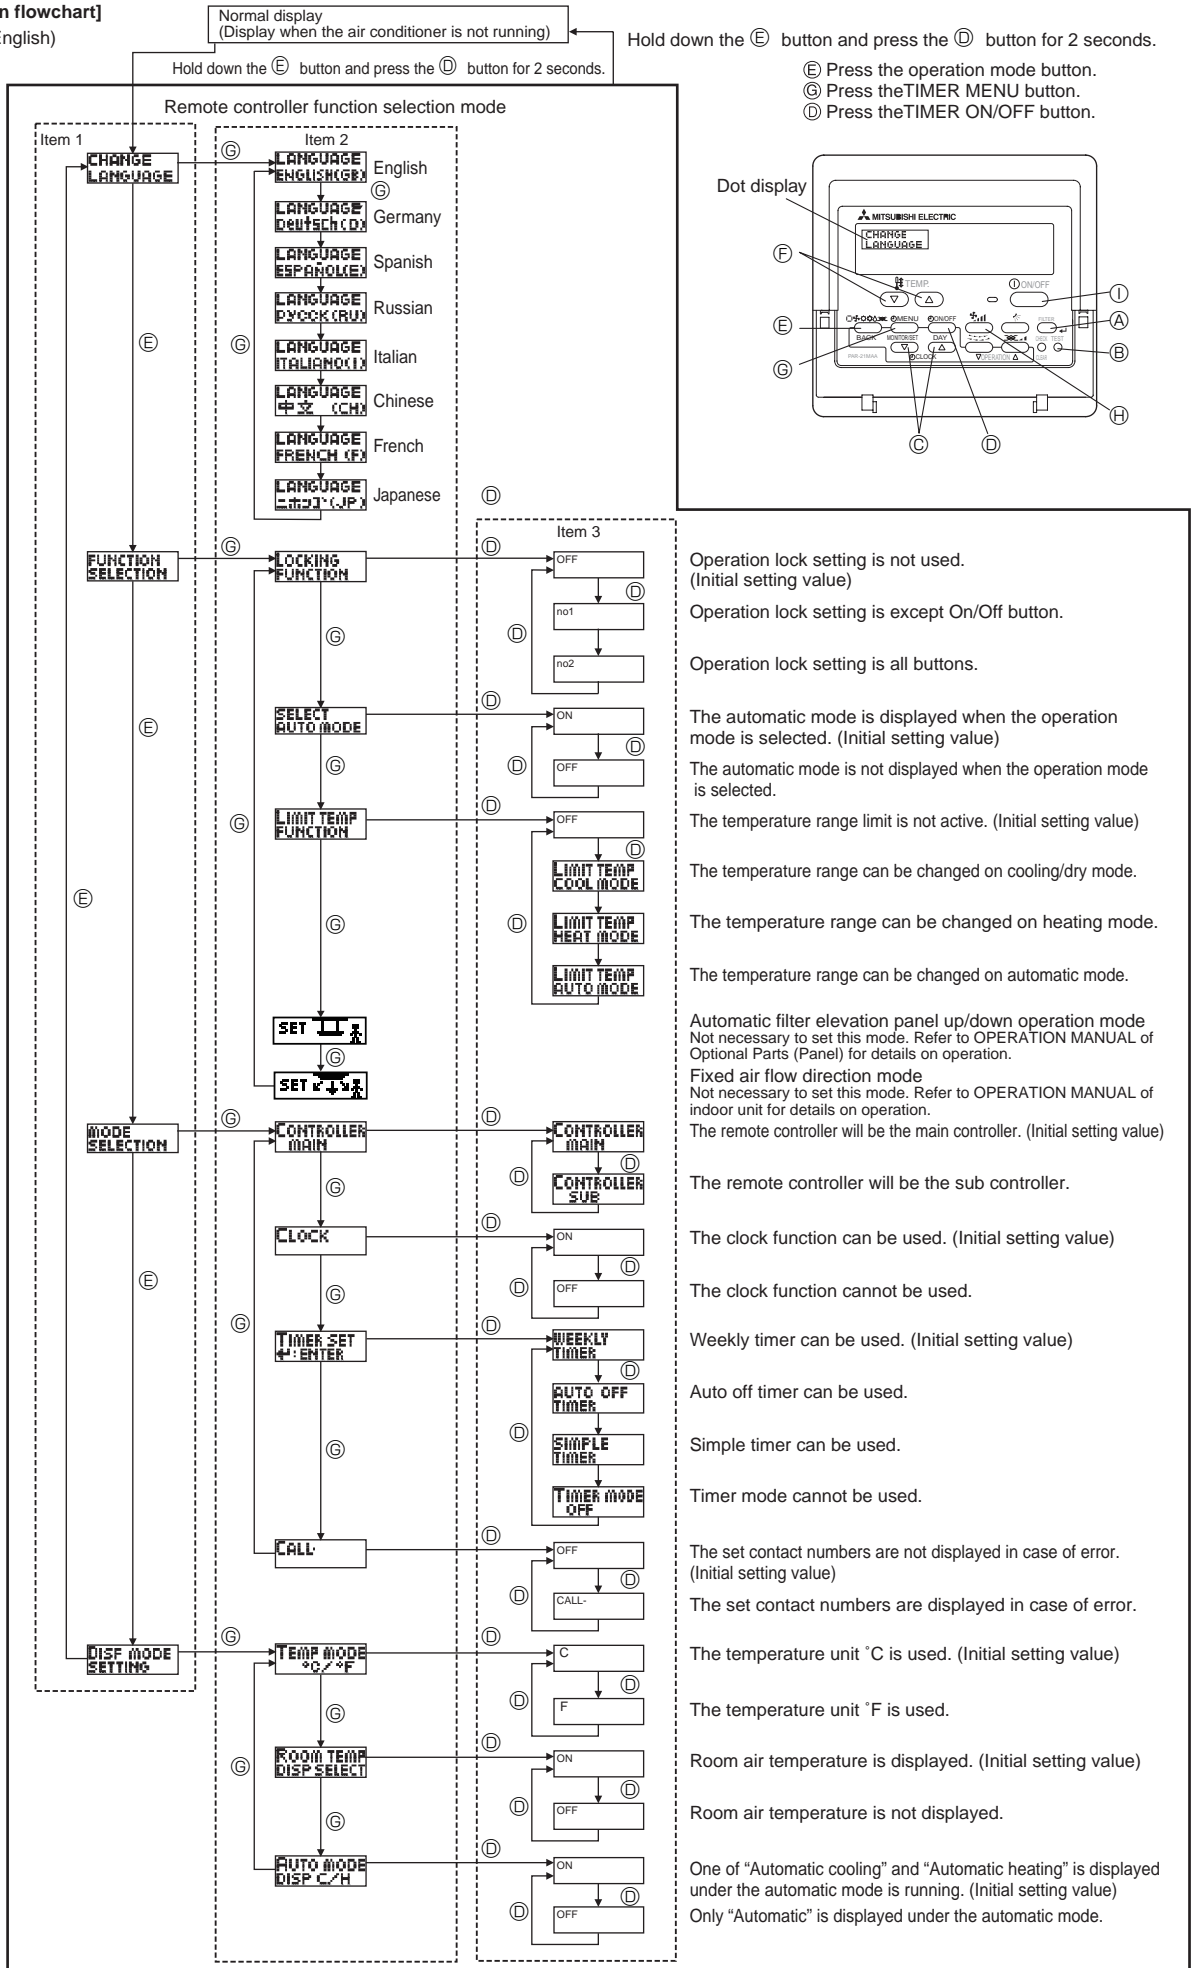 n flowchart]
English)
Normal display
(Display when the air conditioner is not running)
Hold down the Ⓔ button and press the Ⓓ button for 2 seconds.
Hold down the Ⓔ button and press the Ⓓ button for 2 seconds.
Ⓔ Press the operation mode button.
Ⓖ Press theTIMER MENU button.
Ⓓ Press theTIMER ON/OFF button.
Remote controller function selection mode
Item 1
Item 2
CHANGE
LANGUAGE
Ⓖ
LANGUAGE
ENGLISH(GB)
English
Ⓖ
LANGUAGE
Deutsch(D)
Germany
LANGUAGE
ESPAÑOL(E)
Spanish
LANGUAGE
РУССК(RU)
Russian
Ⓔ
Ⓖ
LANGUAGE
ITALIANO(I)
Italian
LANGUAGE
中文 (CH)
Chinese
LANGUAGE
FRENCH (F)
French
LANGUAGE
ニホンゴ(JP)
Japanese
Dot display
MITSUBISHI ELECTRIC
CHANGE
LANGUAGE
TEMP.
ON/OFF
Ⓕ
Ⓘ
Ⓔ
MENU
ON/OFF
FILTER
Ⓐ
BACK
MONITOR/SET
DAY
CHECK TEST
Ⓑ
PAR-21MAA
CLOCK
▽OPERATION △
CLEAR
Ⓖ
Ⓗ
Ⓒ
Ⓓ
Ⓓ
Item 3
FUNCTION
SELECTION
Ⓖ
LOCKING
FUNCTION
Ⓓ
OFF
Operation lock setting is not used.
(Initial setting value)
Ⓓ
no1
Operation lock setting is except On/Off button.
Ⓖ
Ⓓ
no2
Operation lock setting is all buttons.
SELECT
AUTO MODE
Ⓓ
ON
The automatic mode is displayed when the operation
mode is selected. (Initial setting value)
Ⓔ
Ⓓ
Ⓖ
Ⓓ
OFF
The automatic mode is not displayed when the operation mode
is selected.
Ⓖ
LIMIT TEMP
FUNCTION
Ⓓ
OFF
The temperature range limit is not active. (Initial setting value)
Ⓓ
LIMIT TEMP
COOL MODE
The temperature range can be changed on cooling/dry mode.
Ⓔ
Ⓖ
Ⓓ
LIMIT TEMP
HEAT MODE
The temperature range can be changed on heating mode.
LIMIT TEMP
AUTO MODE
The temperature range can be changed on automatic mode.
SET
Automatic filter elevation panel up/down operation mode
Not necessary to set this mode. Refer to OPERATION MANUAL of
Optional Parts (Panel) for details on operation.
Ⓖ
SET
Fixed air flow direction mode
Not necessary to set this mode. Refer to OPERATION MANUAL of
indoor unit for details on operation.
MODE
SELECTION
Ⓖ
CONTROLLER
MAIN
Ⓓ
CONTROLLER
MAIN
The remote controller will be the main controller. (Initial setting value)
Ⓓ
Ⓖ
Ⓓ
CONTROLLER
SUB
The remote controller will be the sub controller.
CLOCK
Ⓓ
ON
The clock function can be used. (Initial setting value)
Ⓔ
Ⓓ
Ⓖ
Ⓓ
OFF
The clock function cannot be used.
Ⓖ
TIMER SET
↵:ENTER
Ⓓ
WEEKLY
TIMER
Weekly timer can be used. (Initial setting value)
Ⓓ
AUTO OFF
TIMER
Auto off timer can be used.
Ⓖ
Ⓓ
SIMPLE
TIMER
Simple timer can be used.
TIMER MODE
OFF
Timer mode cannot be used.
CALL-
Ⓓ
OFF
The set contact numbers are not displayed in case of error.
(Initial setting value)
Ⓓ
Ⓓ
CALL-
The set contact numbers are displayed in case of error.
DISP MODE
SETTING
Ⓖ
TEMP MODE
°C/°F
Ⓓ
C
The temperature unit ˚C is used. (Initial setting value)
Ⓓ
Ⓖ
Ⓓ
F
The temperature unit ˚F is used.
Ⓖ
ROOM TEMP
DISP SELECT
Ⓓ
ON
Room air temperature is displayed. (Initial setting value)
Ⓓ
Ⓖ
Ⓓ
OFF
Room air temperature is not displayed.
AUTO MODE
DISP C/H
Ⓓ
ON
One of “Automatic cooling” and “Automatic heating” is displayed
under the automatic mode is running. (Initial setting value)
Ⓓ
Ⓓ
OFF
Only “Automatic” is displayed under the automatic mode.